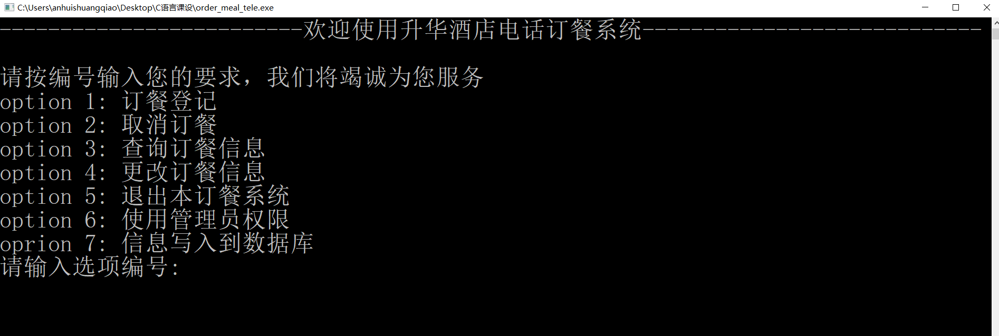 C:\Users\anhuishuangqiao\Desktop\C语言课设\order_meal_tele.exe
-------------------------欢迎使用升华酒店电话订餐系统----------------------------
请按编号输入您的要求，我们将竭诚为您服务
option 1: 订餐登记
option 2: 取消订餐
option 3: 查询订餐信息
option 4: 更改订餐信息
option 5: 退出本订餐系统
option 6: 使用管理员权限
oprion 7: 信息写入到数据库
请输入选项编号: